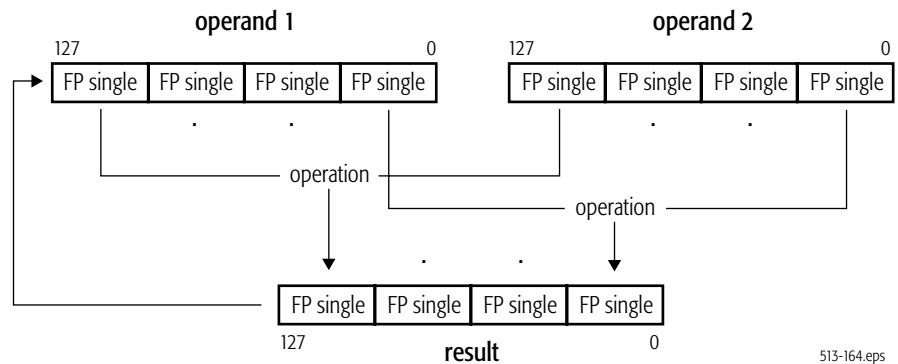 operand 1 operand 2
127 0 127 0
FP single FP single FP single FP single FP single FP single FP single FP single
. . . .
operation
operation
. .
FP single FP single FP single FP single
127 0
result
513-164.eps